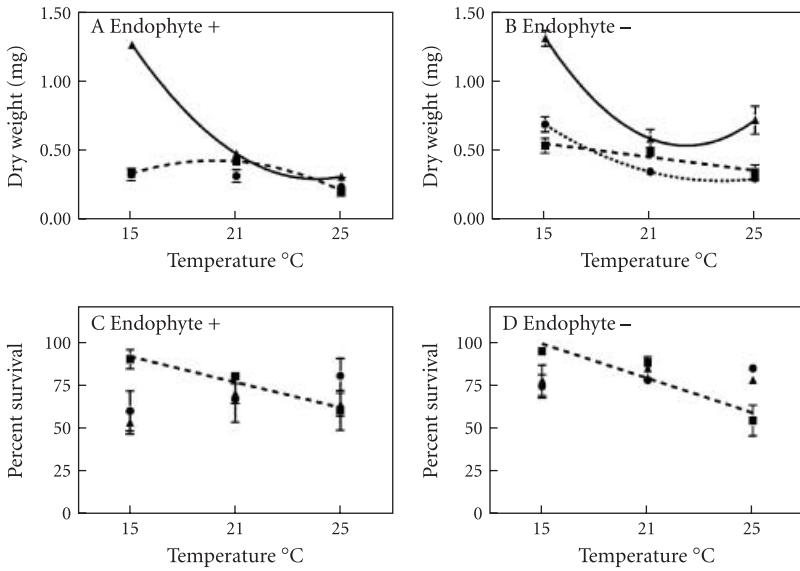 A Endophyte +
1.50
1.00
0.50
0.00
Dry weight (mg)
15 21 25
Temperature °C
B Endophyte –
1.50
1.00
0.50
0.00
Dry weight (mg)
15 21 25
Temperature °C
C Endophyte +
100
75
50
25
0
Percent survival
15 21 25
Temperature °C
D Endophyte –
100
75
50
25
0
Percent survival
15 21 25
Temperature °C